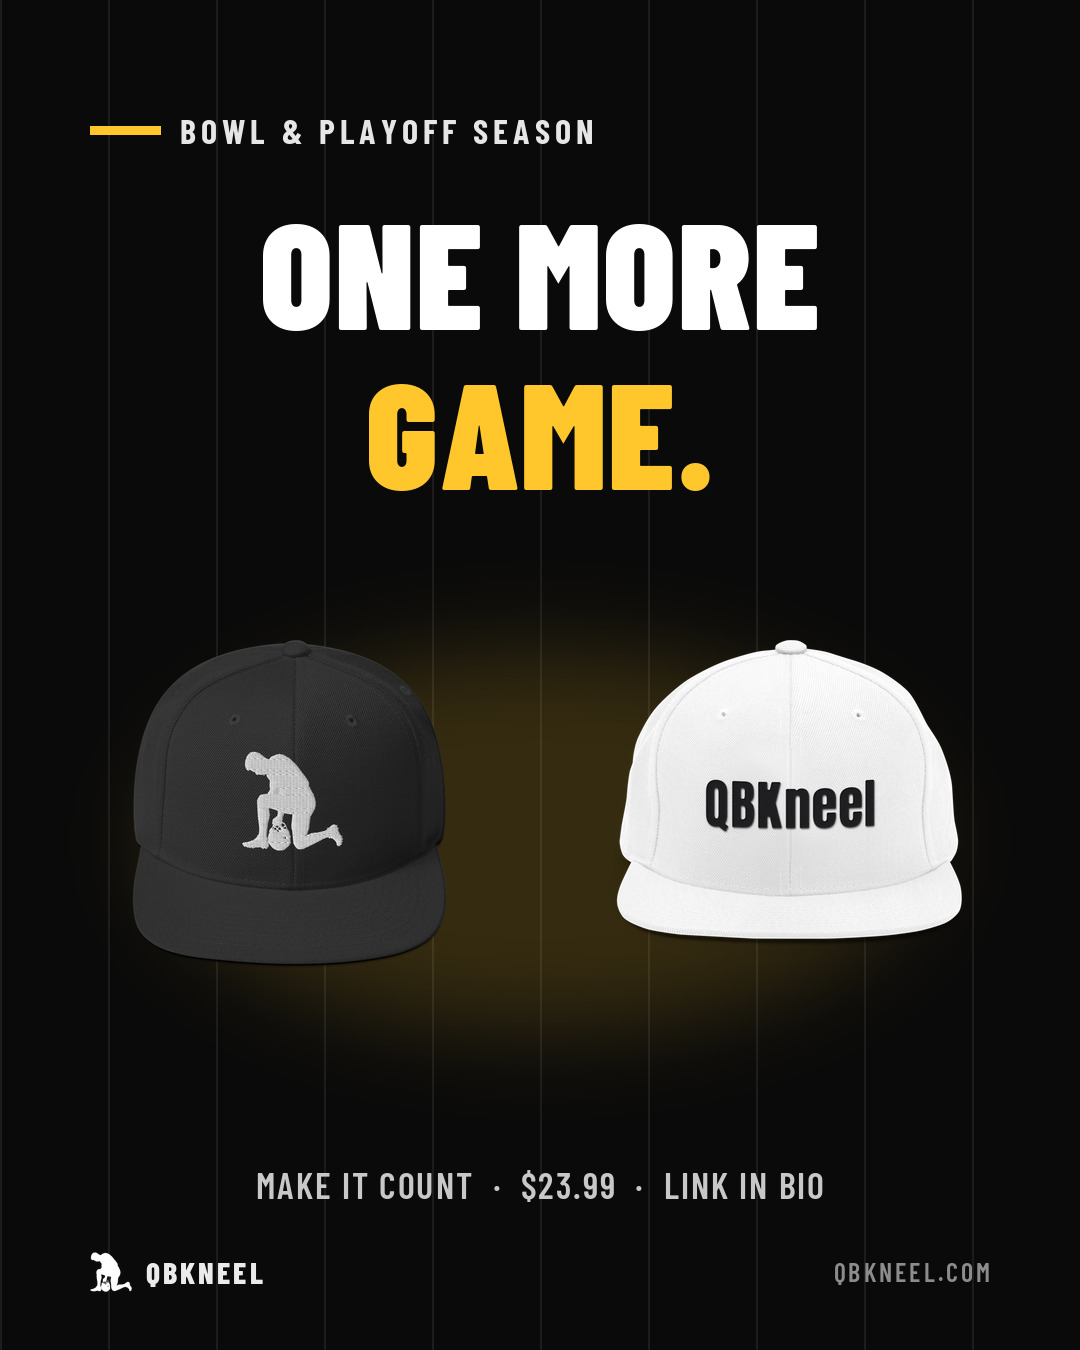 BOWL & PLAYOFF SEASON
ONE MORE
GAME.
QBKneel
MAKE IT COUNT · $23.99 · LINK IN BIO
QBKNEEL
QBKNEEL.COM